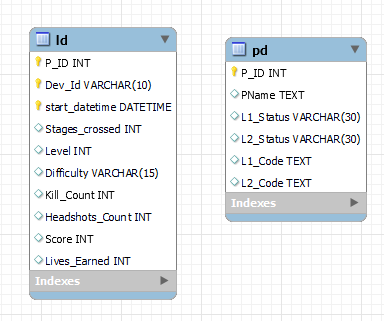 ld
P_ID INT
Dev_Id VARCHAR(10)
start_datetime DATETIME
Stages_crossed INT
Level INT
Difficulty VARCHAR(15)
Kill_Count INT
Headshots_Count INT
Score INT
Lives_Earned INT
Indexes
pd
P_ID INT
PName TEXT
L1_Status VARCHAR(30)
L2_Status VARCHAR(30)
L1_Code TEXT
L2_Code TEXT
Indexes